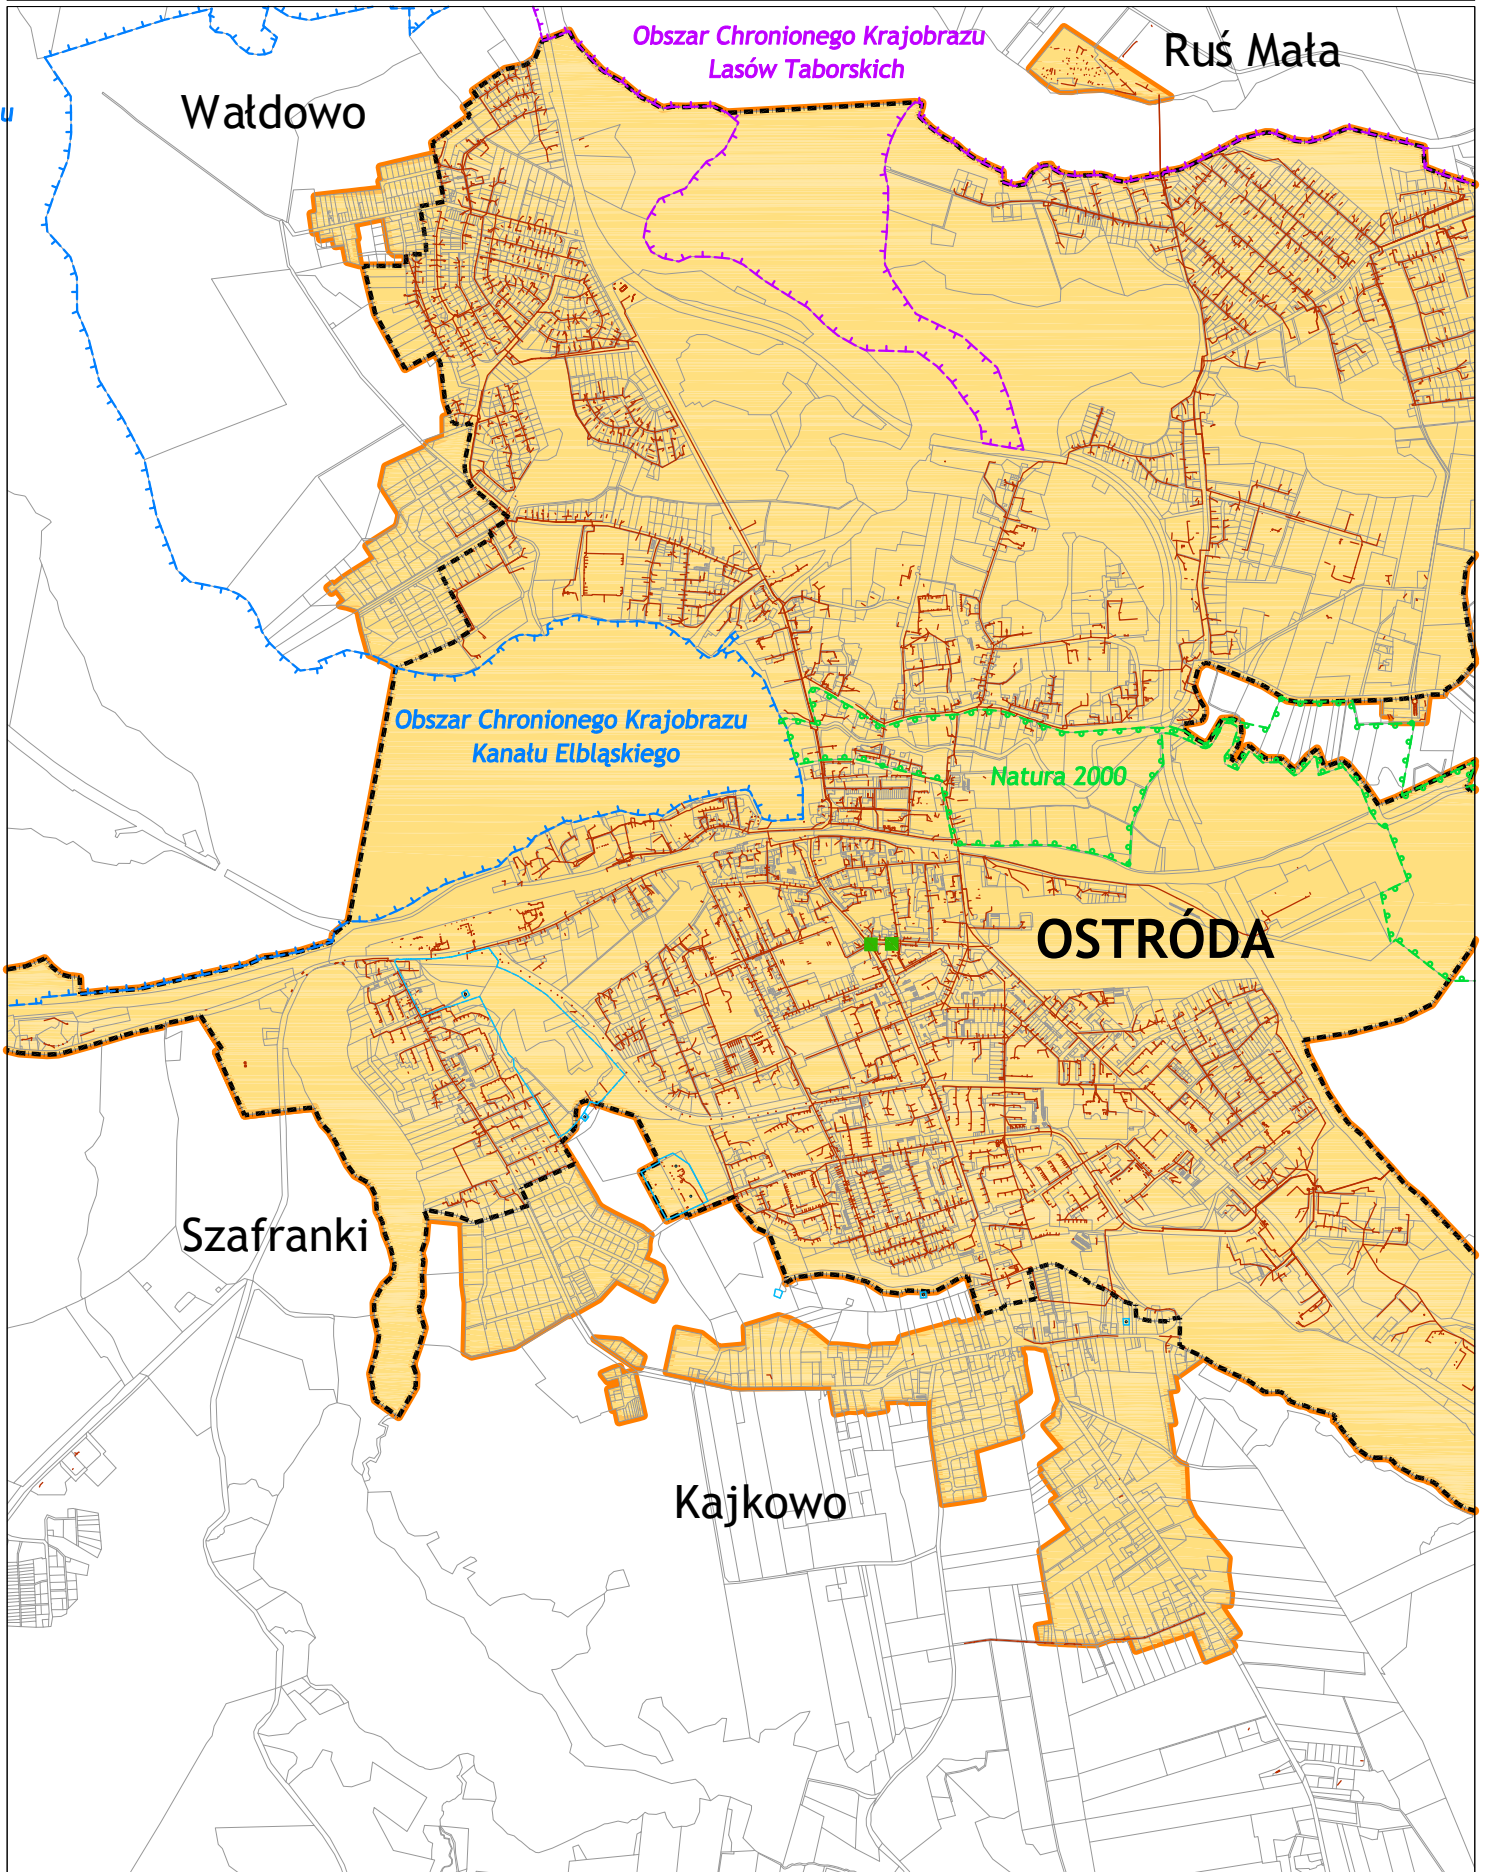 Obszar Chronionego Krajobrazu
Lasów Taborskich
Ruś Mała
Wałdowo
u
Obszar Chronionego Krajobrazu
Kanału Elbląskiego
Natura 2000
OSTRÓDA
Szafranki
Kajkowo